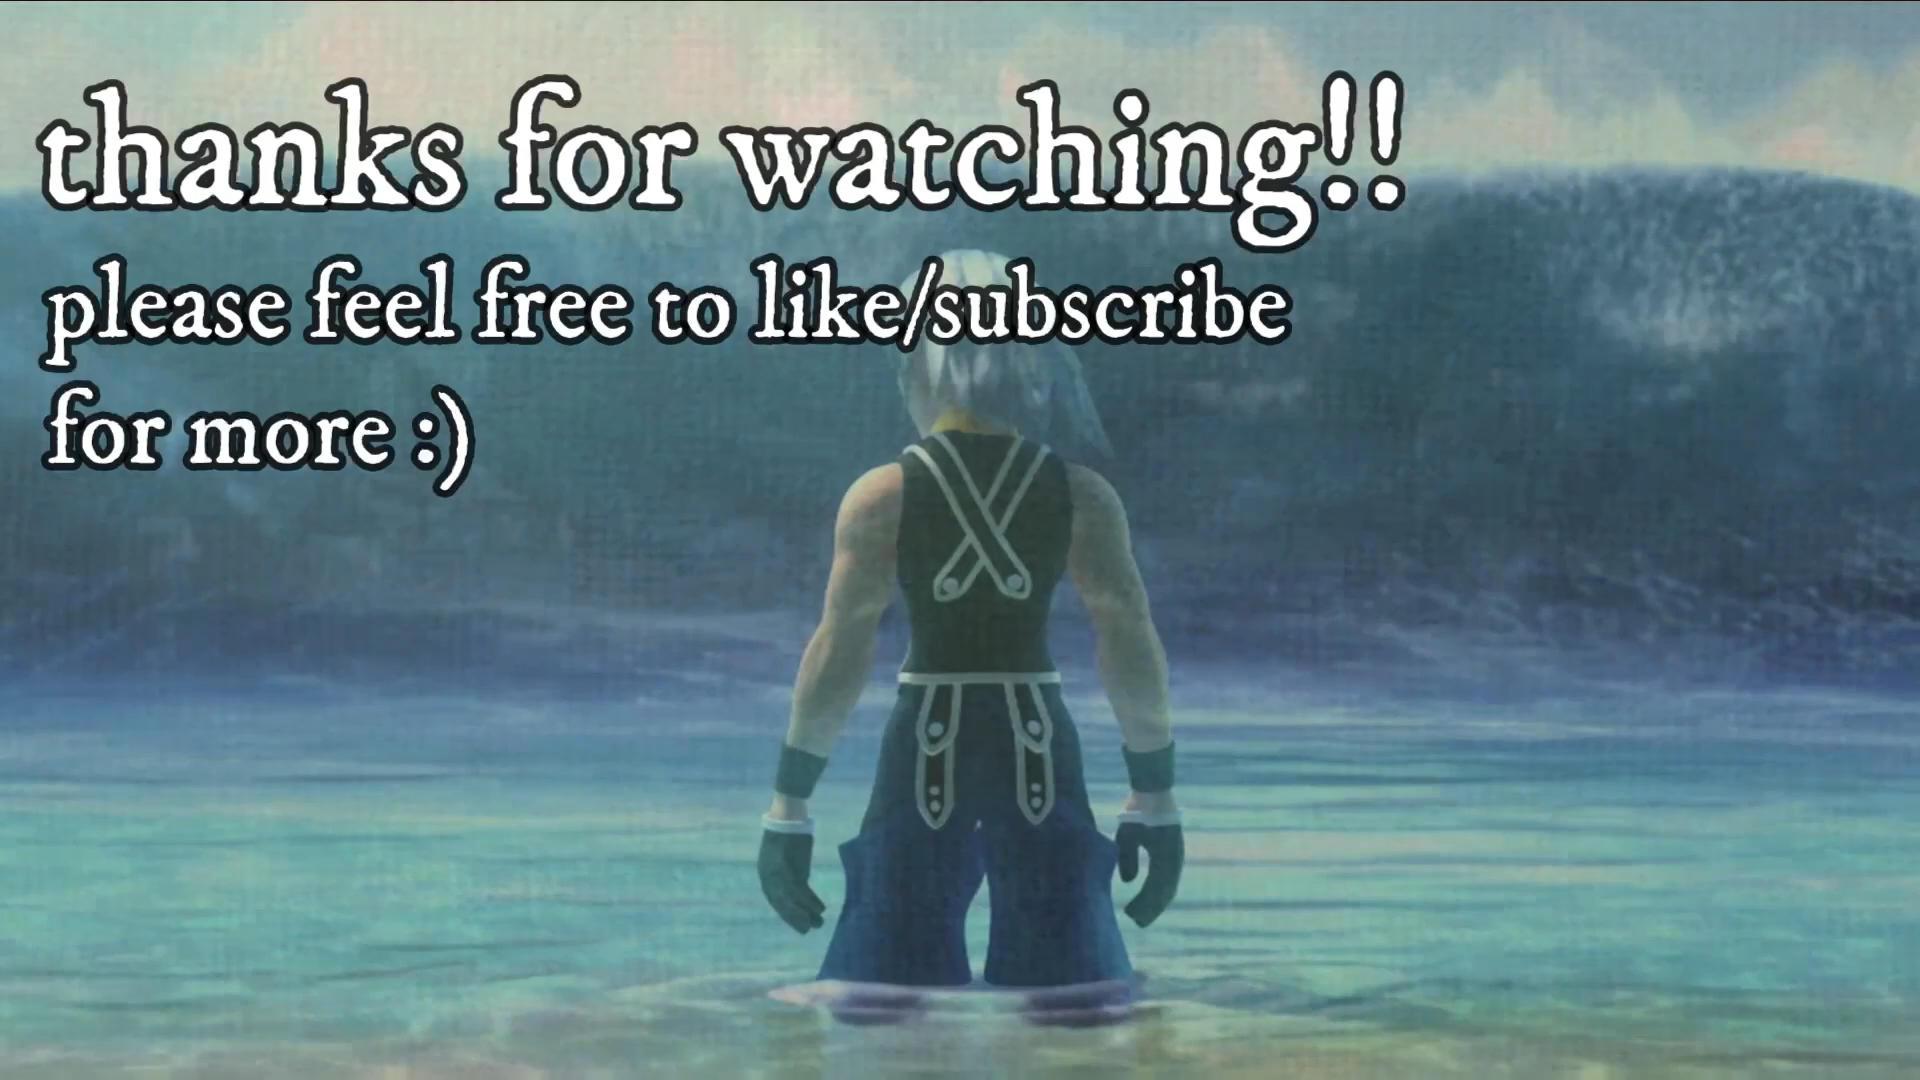 thanks for watching!!
please feel free to like/subscribe
for more :)